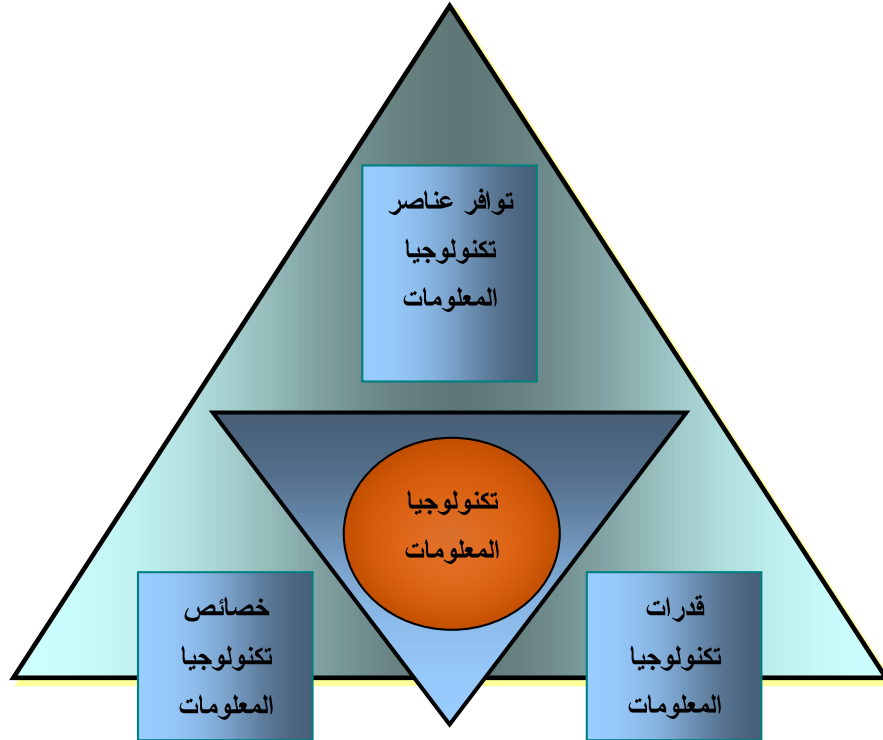 توافر عناصر
تكنولوجيا
المعلومات
تكنولوجيا
المعلومات
قدرات
تكنولوجيا
المعلومات
خصائص
تكنولوجيا
المعلومات